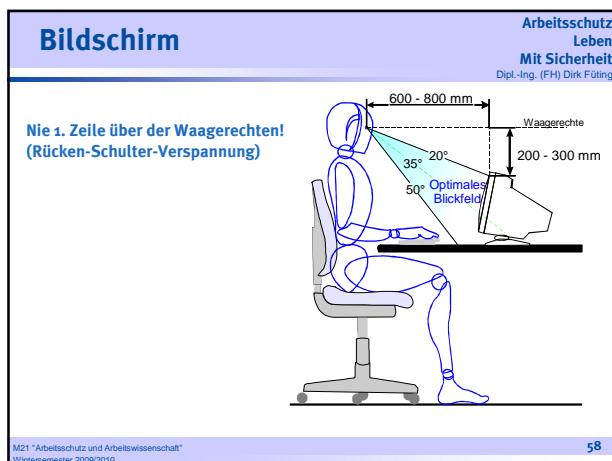 Bildschirm
Arbeitsschutz
Leben
Mit Sicherheit
Dipl.-Ing. (FH) Dirk Füting
Nie 1. Zeile über der Waagerechten!
(Rücken-Schulter-Verspannung)
600 - 800 mm
Waagerechte
200 - 300 mm
20°
35°
50°
Optimales
Blickfeld
M21 "Arbeitsschutz und Arbeitswissenschaft"
58
Wintersemester 2009/2010